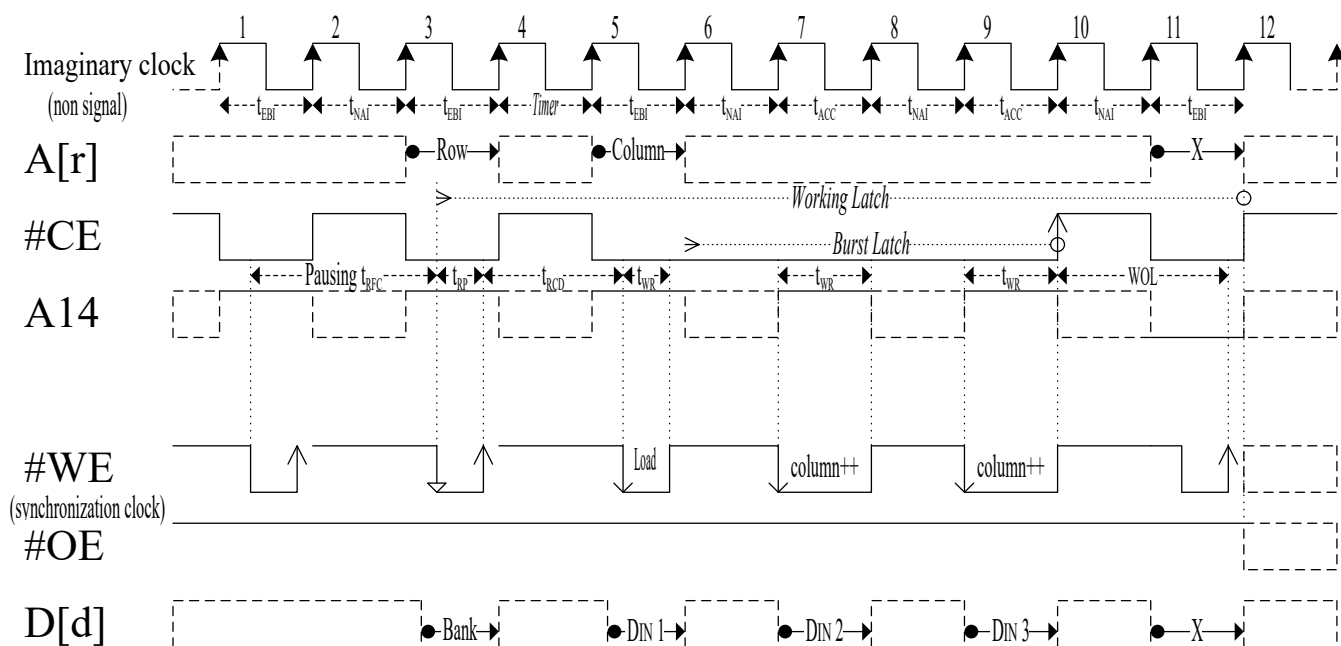 1 2 3 4 5 6 7 8 9 10 11 12
Imaginary clock
(non signal)
tEBI tNAI tEBI Timer tEBI tNAI tACC tNAI tACC tNAI tEBI
A[r]
Row Column X
Working Latch
#CE
Burst Latch
Pausing tRFC tRP tRCD tWR tWR tWR WOL
A14
#WE
Load column++ column++
(synchronization clock)
#OE
D[d]
Bank DIN 1 DIN 2 DIN 3 X